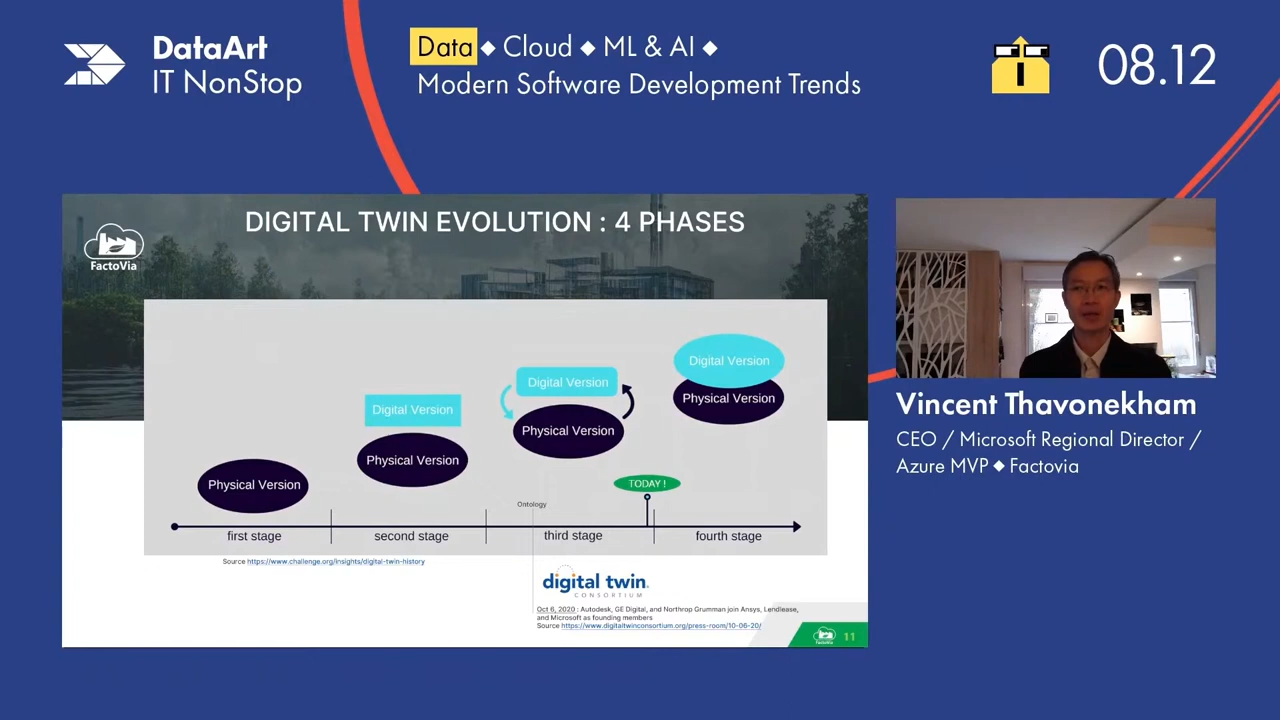 DataArt
IT NonStop
Data ◆ Cloud ◆ ML & AI ◆
Modern Software Development Trends
08.12
DIGITAL TWIN EVOLUTION : 4 PHASES
FactoVia
Digital Version
Physical Version
Digital Version
Physical Version
Digital Version
Physical Version
Physical Version
TODAY !
Ontology
first stage
second stage
third stage
fourth stage
Source https://www.challenge.org/insights/digital-twin-history
digital twin
CONSORTIUM
Oct 6, 2020 : Autodesk, GE Digital, and Northrop Grumman join Ansys, Lendlease,
and Microsoft as founding members
Source https://www.digitaltwinconsortium.org/press-room/10-06-20/
FactoVia
11
Vincent Thavonekham
CEO / Microsoft Regional Director /
Azure MVP ◆ Factovia